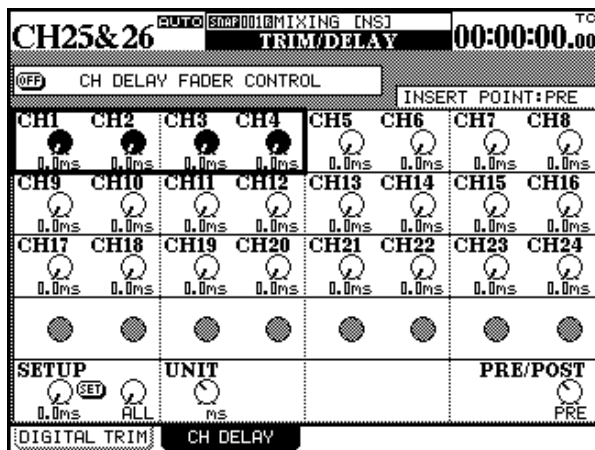 CH25&26 AUTO SNAP001 MIXING [NS] TC
TRIM/DELAY 00:00:00.00
OFF CH DELAY FADER CONTROL
INSERT POINT:PRE
CH1 CH2 CH3 CH4 CH5 CH6 CH7 CH8
0.0ms 0.0ms 0.0ms 0.0ms 0.0ms 0.0ms 0.0ms 0.0ms
CH9 CH10 CH11 CH12 CH13 CH14 CH15 CH16
0.0ms 0.0ms 0.0ms 0.0ms 0.0ms 0.0ms 0.0ms 0.0ms
CH17 CH18 CH19 CH20 CH21 CH22 CH23 CH24
0.0ms 0.0ms 0.0ms 0.0ms 0.0ms 0.0ms 0.0ms 0.0ms
SETUP UNIT PRE/POST
SET
0.0ms ALL ms PRE
DIGITAL TRIM CH DELAY